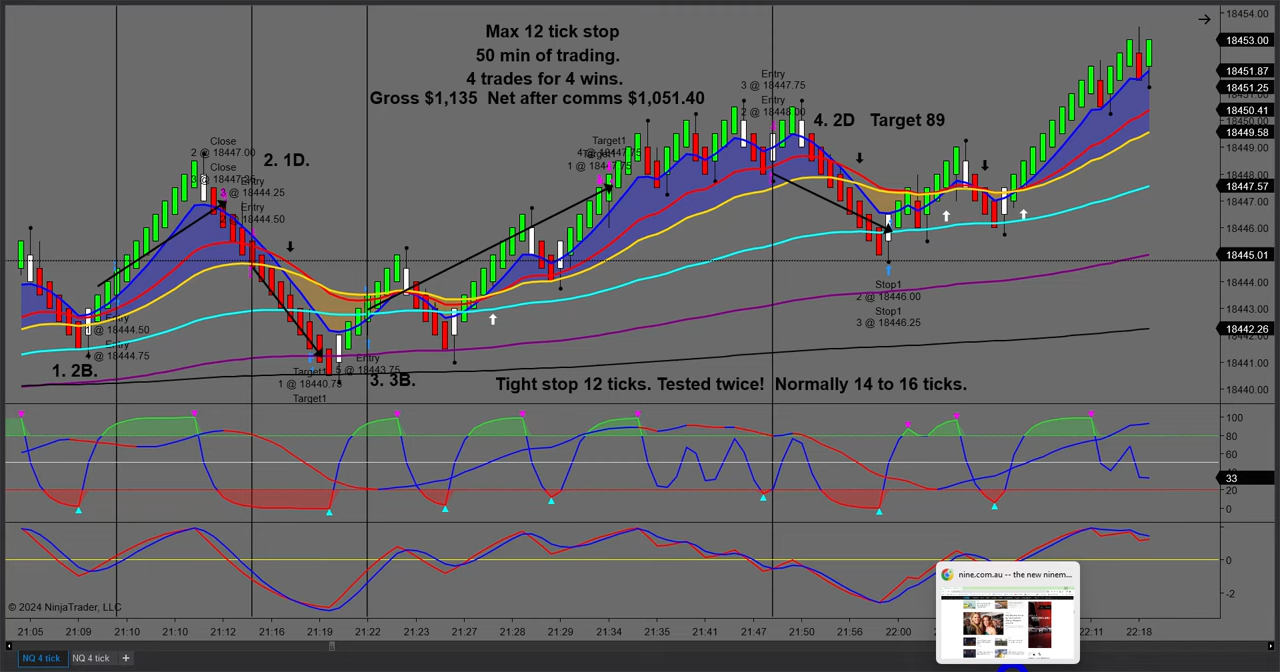 Max 12 tick stop
50 min of trading.
4 trades for 4 wins.
Gross $1,135  Net after comms $1,051.40
Close
2 @ 18447.00
Close
2. 1D.
@ 18444.25
Entry
@ 18444.50
Entry
@ 18444.50
Entry
@ 18444.75
1. 2B.
Target1
1 @ 18440.75
Target1
Entry
5 @ 18443.75
3. 3B.
Target1
Entry
3 @ 18447.75
Entry
2 @ 18448.00
4. 2D   Target 89
Stop1
2 @ 18446.00
Stop1
3 @ 18446.25
Tight stop 12 ticks. Tested twice!  Normally 14 to 16 ticks.
18454.00
18453.00
18451.87
18451.25
18450.41
18449.58
18449.00
18448.00
18447.57
18447.00
18446.00
18445.01
18444.00
18443.00
18442.26
18441.00
18440.00
100
80
60
33
20
0
0
-2
© 2024 NinjaTrader, LLC
21:05 21:09 21:10 21:10 21:12 21:16 21:19 21:22 21:25 21:27 21:28 21:29 21:34 21:35 21:41 21:47 21:50 21:56 22:00 22:11 22:18
nine.com.au -- the new ninem...
NQ 4 tick NQ 4 tick +